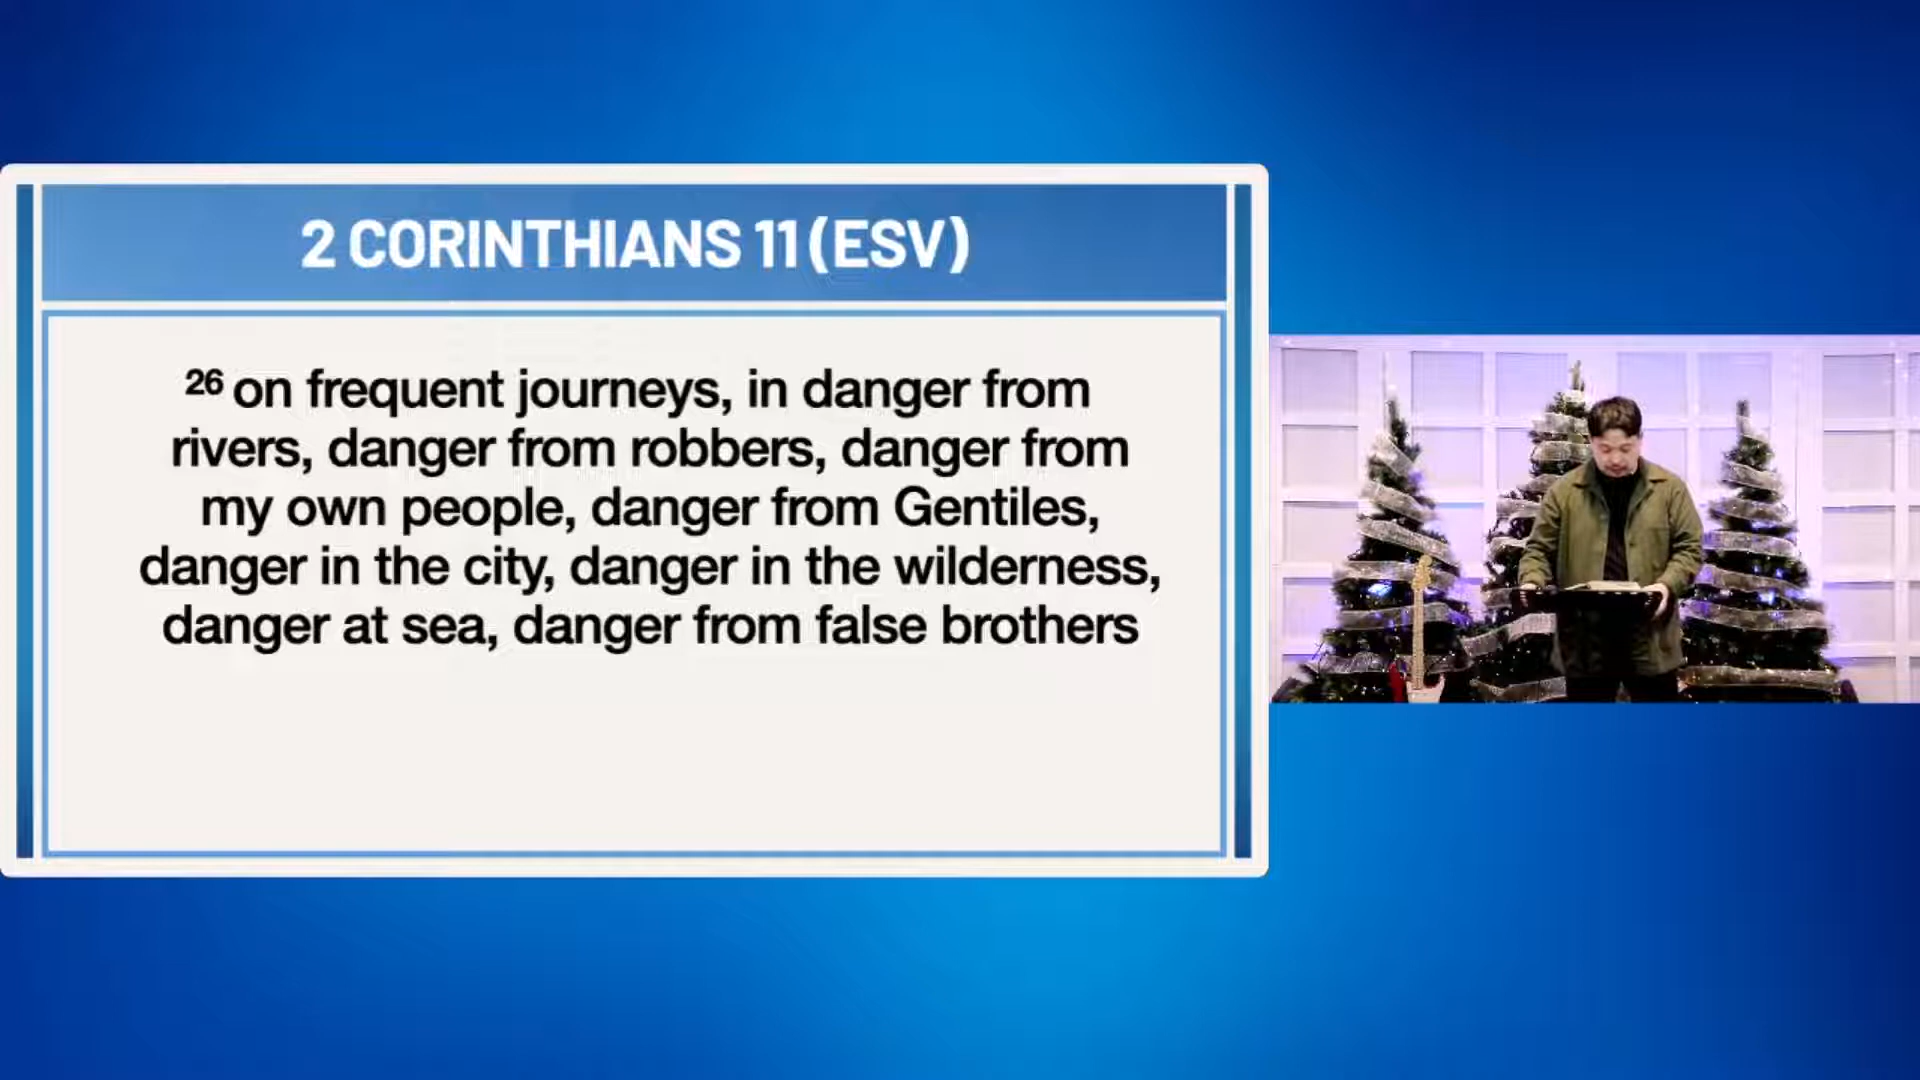 2 CORINTHIANS 11 (ESV)
26 on frequent journeys, in danger from
rivers, danger from robbers, danger from
my own people, danger from Gentiles,
danger in the city, danger in the wilderness,
danger at sea, danger from false brothers